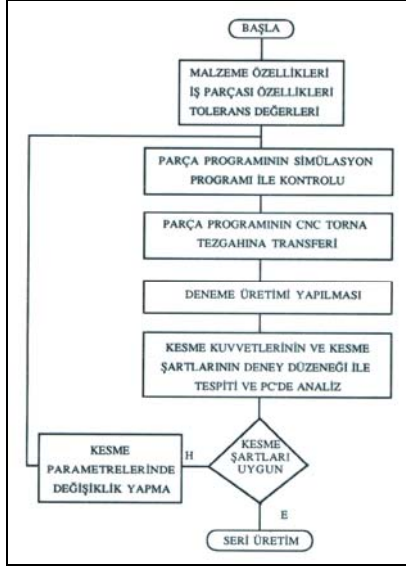 BAŞLA
MALZEME ÖZELLİKLERİ
İŞ PARÇASI ÖZELLİKLERİ
TOLERANS DEĞERLERİ
PARÇA PROGRAMININ SİMÜLASYON
PROGRAMI İLE KONTROLU
PARÇA PROGRAMININ CNC TORNA
TEZGAHINA TRANSFERİ
DENEME ÜRETİMİ YAPILMASI
KESME KUVVETLERİNİN VE KESME
ŞARTLARININ DENEY DÜZENEĞİ İLE
TESPİTİ VE PC'DE ANALİZ
KESME
ŞARTLARI
UYGUN
H
KESME
PARAMETRELERİNDE
DEĞİŞİKLİK YAPMA
E
SERİ ÜRETİM